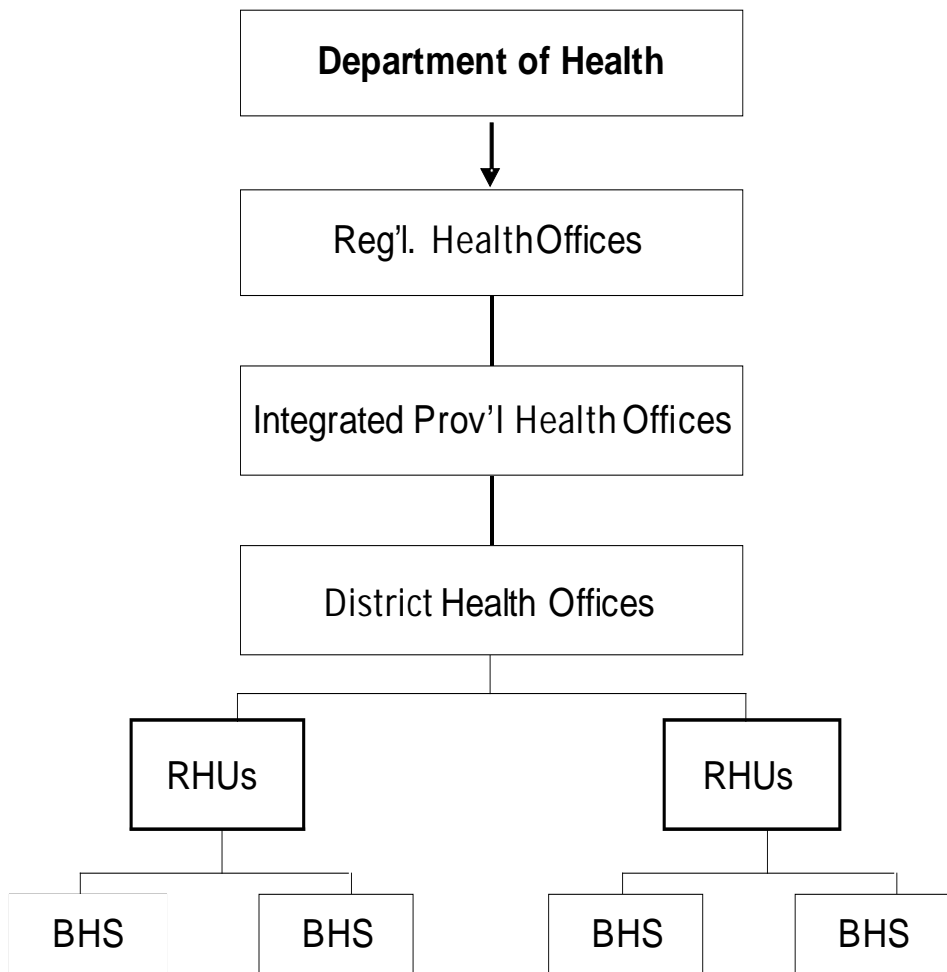 Department of Health
Reg'l. Health Offices
Integrated Prov'l Health Offices
District Health Offices
RHUs
RHUs
BHS
BHS
BHS
BHS